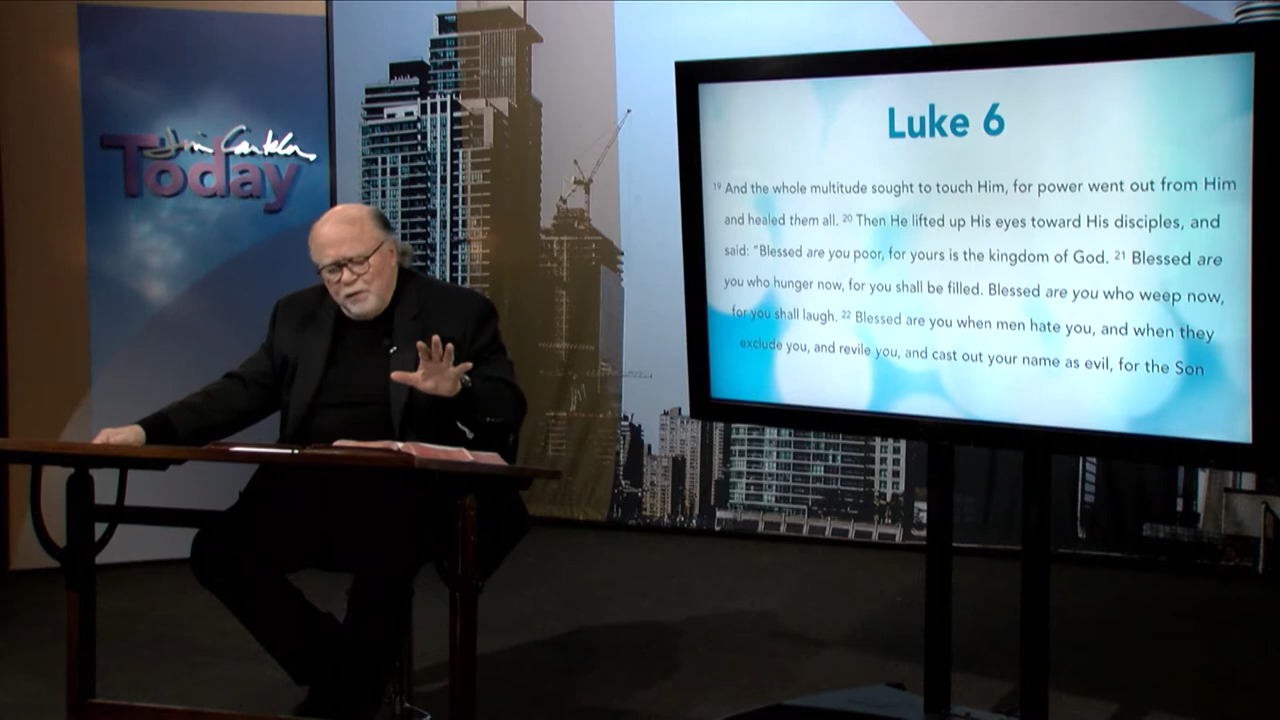 Jim Cantelon
Today
Luke 6
19 And the whole multitude sought to touch Him, for power went out from Him
and healed them all. 20 Then He lifted up His eyes toward His disciples, and
said: “Blessed are you poor, for yours is the kingdom of God. 21 Blessed are
you who hunger now, for you shall be filled. Blessed are you who weep now,
for you shall laugh. 22 Blessed are you when men hate you, and when they
exclude you, and revile you, and cast out your name as evil, for the Son